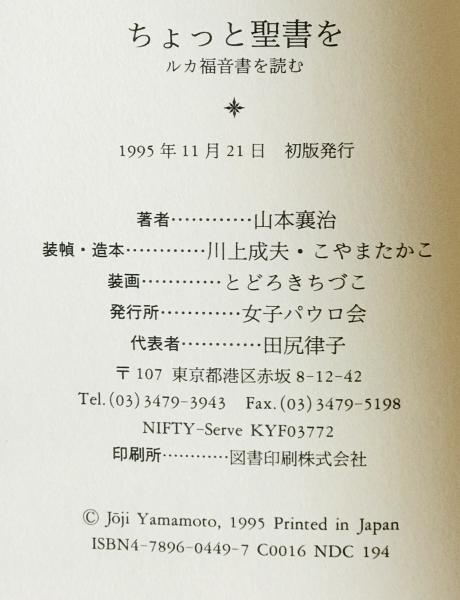 ちょっと聖書を
ルカ福音書を読む
1995年11月21日　初版発行
著者…………山本襄治
装幀・造本…………川上成夫・こやまたかこ
装画…………とどろきちづこ
発行所…………女子パウロ会
代表者…………田尻律子
〒107 東京都港区赤坂8-12-42
Tel.(03)3479-3943　Fax.(03)3479-5198
NIFTY-Serve KYF03772
印刷所…………図書印刷株式会社
© Jōji Yamamoto, 1995 Printed in Japan
ISBN4-7896-0449-7 C0016 NDC 194